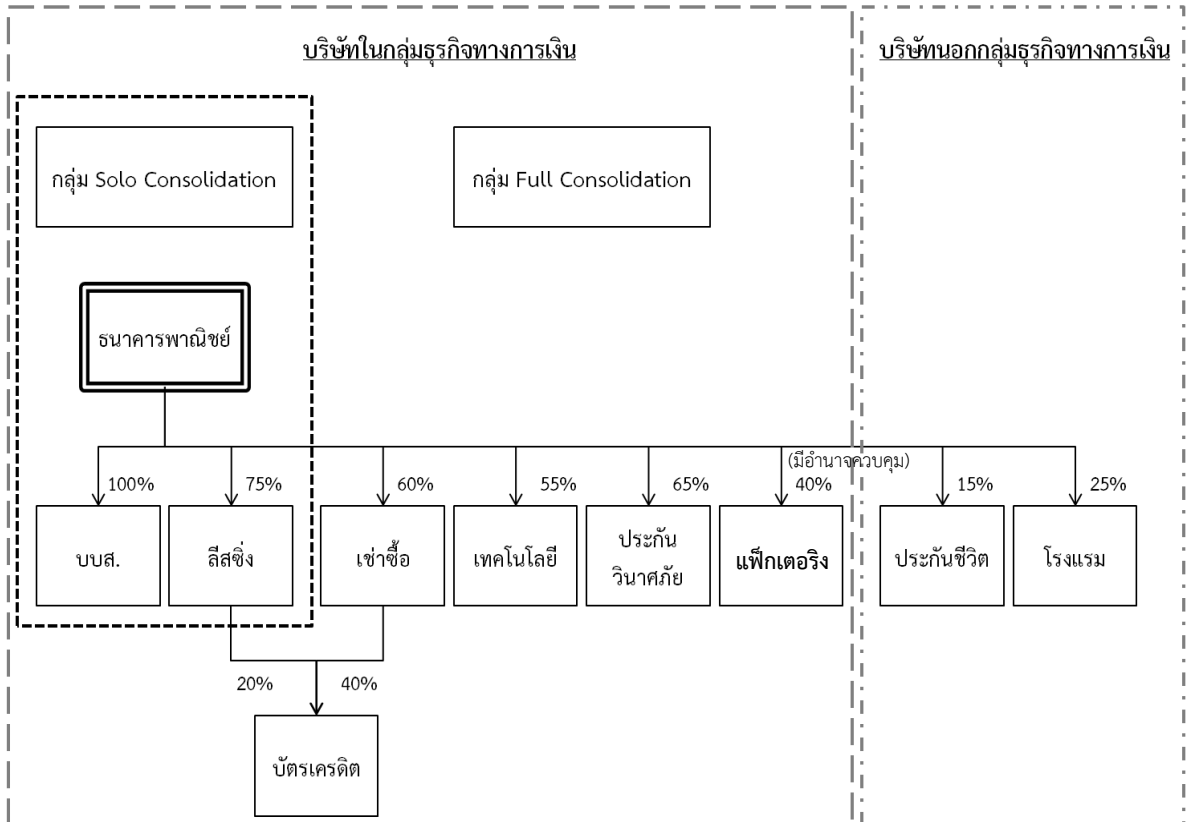 บริษัทในกลุ่มธุรกิจทางการเงิน
บริษัทนอกกลุ่มธุรกิจทางการเงิน
กลุ่ม Solo Consolidation
กลุ่ม Full Consolidation
ธนาคารพาณิชย์
(มีอำนาจควบคุม)
100%
75%
60%
55%
65%
40%
15%
25%
บบส.
ลีสซิ่ง
เช่าซื้อ
เทคโนโลยี
ประกัน
วินาศภัย
แฟ็กเตอริง
ประกันชีวิต
โรงแรม
20%
40%
บัตรเครดิต